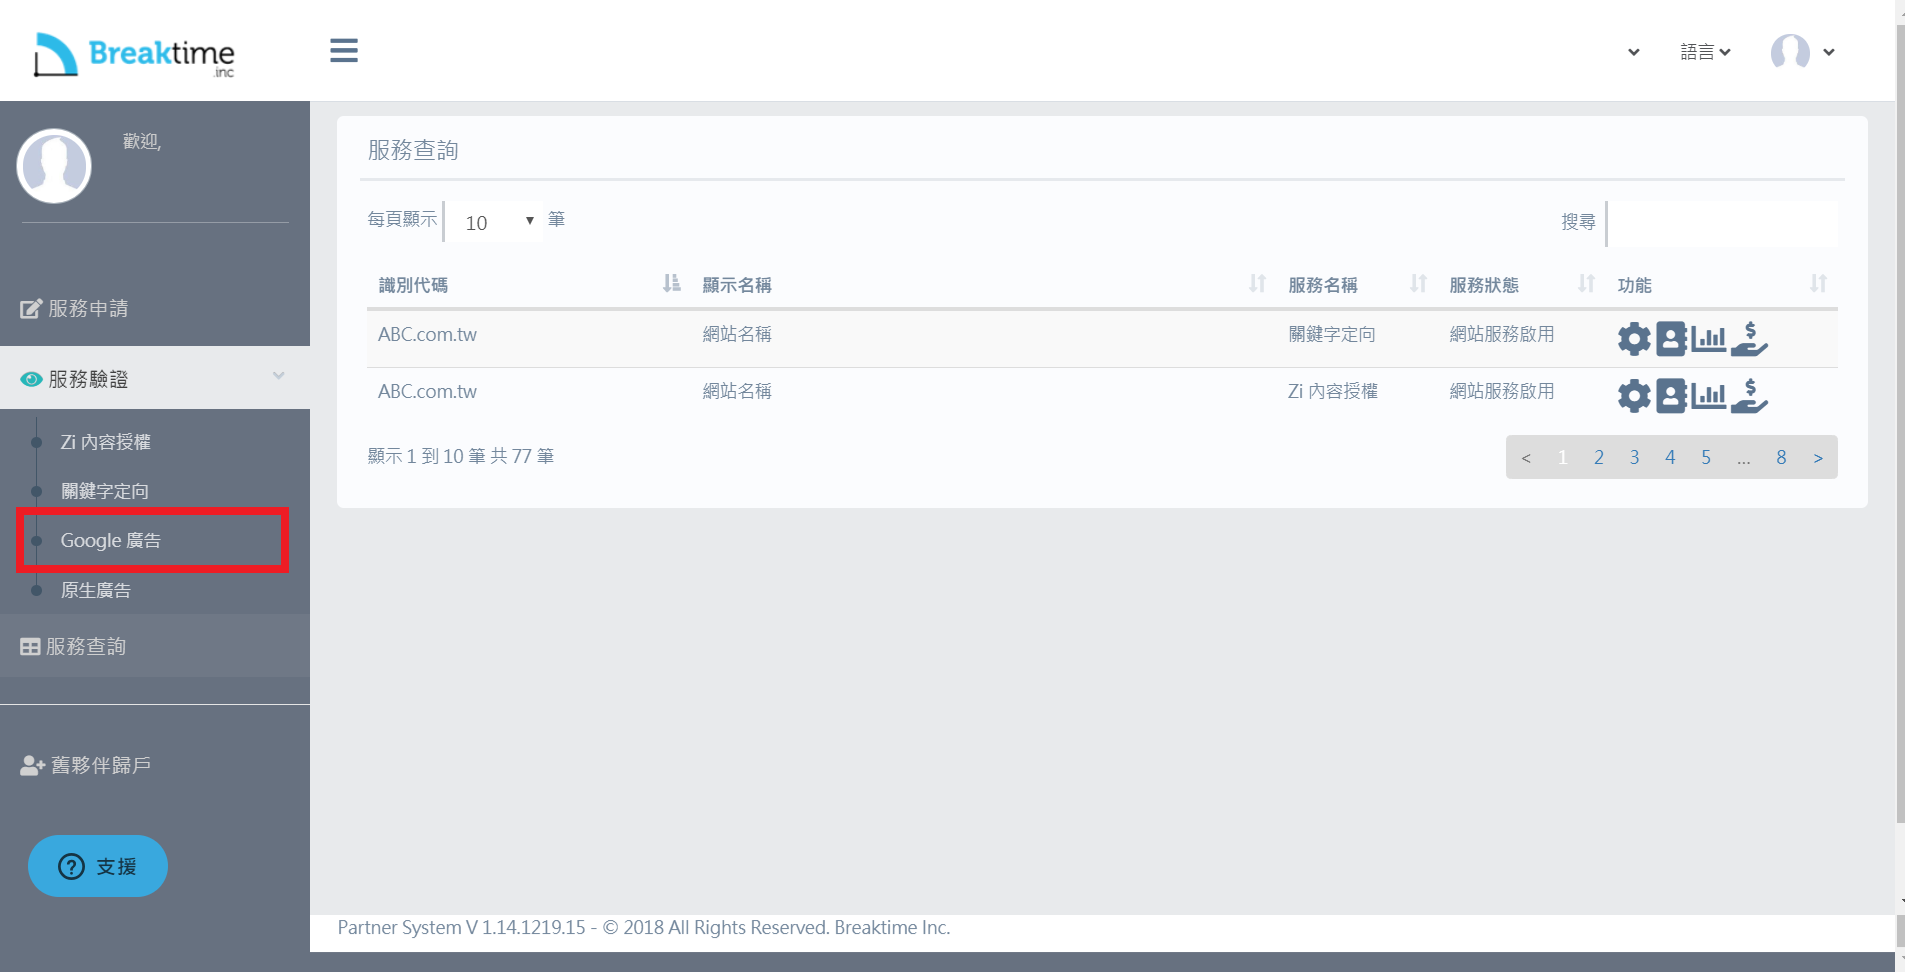 Breaktime
.inc
語言
歡迎,
服務申請
服務驗證
Zi 內容授權
關鍵字定向
Google 廣告
原生廣告
服務查詢
舊夥伴歸戶
支援
服務查詢
每頁顯示 10 筆
搜尋
識別代碼 顯示名稱 服務名稱 服務狀態 功能
ABC.com.tw 網站名稱 關鍵字定向 網站服務啟用
ABC.com.tw 網站名稱 Zi 內容授權 網站服務啟用
顯示 1 到 10 筆 共 77 筆
< 1 2 3 4 5 ... 8 >
Partner System V 1.14.1219.15 - © 2018 All Rights Reserved. Breaktime Inc.